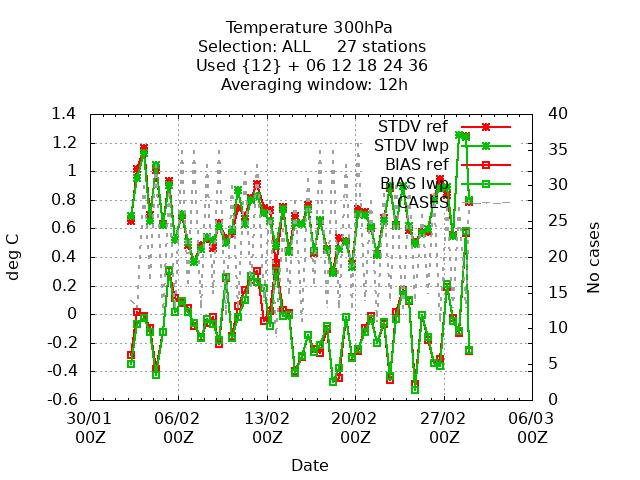 Temperature 300hPa
Selection: ALL 27 stations
Used {12} + 06 12 18 24 36
Averaging window: 12h
1.4
1.2
1
0.8
0.6
0.4
0.2
0
-0.2
-0.4
-0.6
deg C
40
35
30
25
20
15
10
5
0
No cases
STDV ref
STDV lwp
BIAS ref
BIAS lwp
CASES
30/01 06/02 13/02 20/02 27/02 06/03
00Z 00Z 00Z 00Z 00Z 00Z
Date